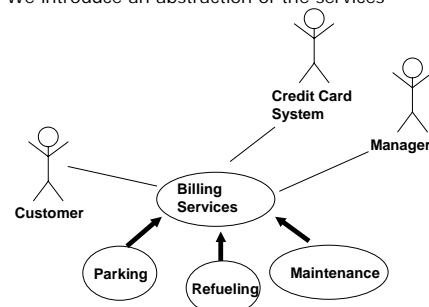 We introduce an abstraction of the services
Credit Card
System
Manager
Customer
Billing
Services
Parking
Refueling
Maintenance